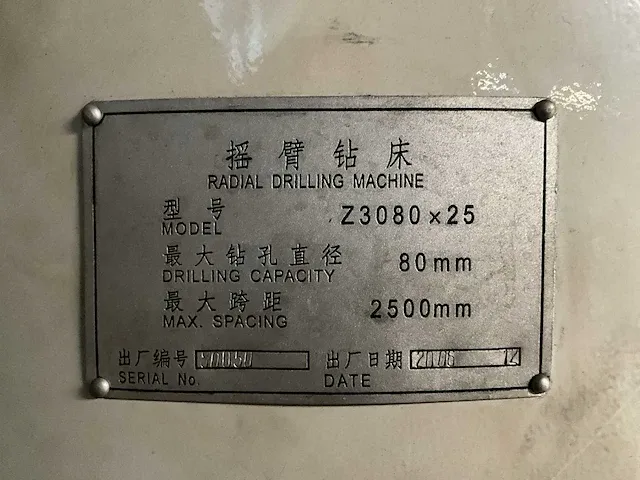 摇臂钻床
RADIAL DRILLING MACHINE
型号 Z3080×25
MODEL
最大钻孔直径 80mm
DRILLING CAPACITY
最大跨距 2500mm
MAX. SPACING
出厂编号 出厂日期 2006 12
SERIAL No. DATE